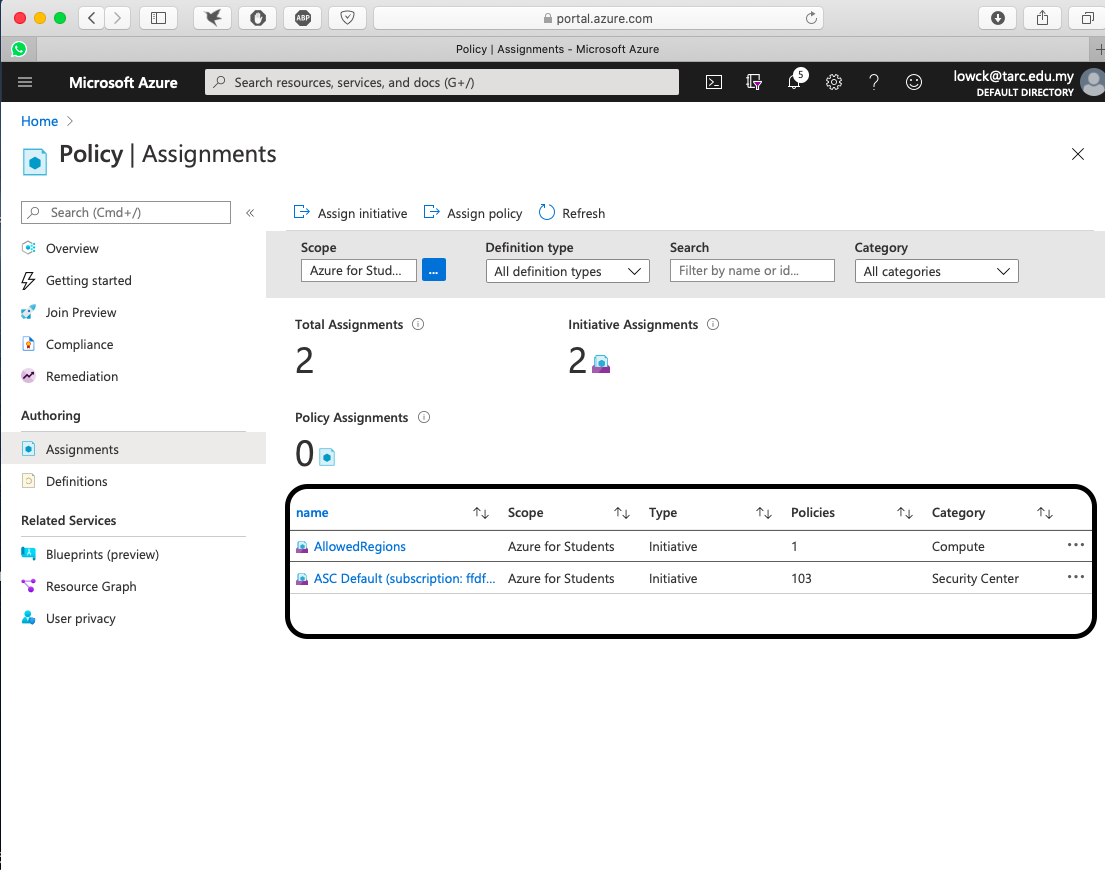 portal.azure.com
ABP
Policy | Assignments - Microsoft Azure
Microsoft Azure
Search resources, services, and docs (G+/)
5
lowck@tarc.edu.my
DEFAULT DIRECTORY
Home
Policy | Assignments
Search (Cmd+/)
Overview
Getting started
Join Preview
Compliance
Remediation
Authoring
Assignments
Definitions
Related Services
Blueprints (preview)
Resource Graph
User privacy
Assign initiative Assign policy Refresh
Scope Definition type Search Category
Azure for Stud... ... All definition types Filter by name or id... All categories
Total Assignments Initiative Assignments
2 2
Policy Assignments
0
name Scope Type Policies Category
AllowedRegions Azure for Students Initiative 1 Compute ...
ASC Default (subscription: ffdf... Azure for Students Initiative 103 Security Center ...